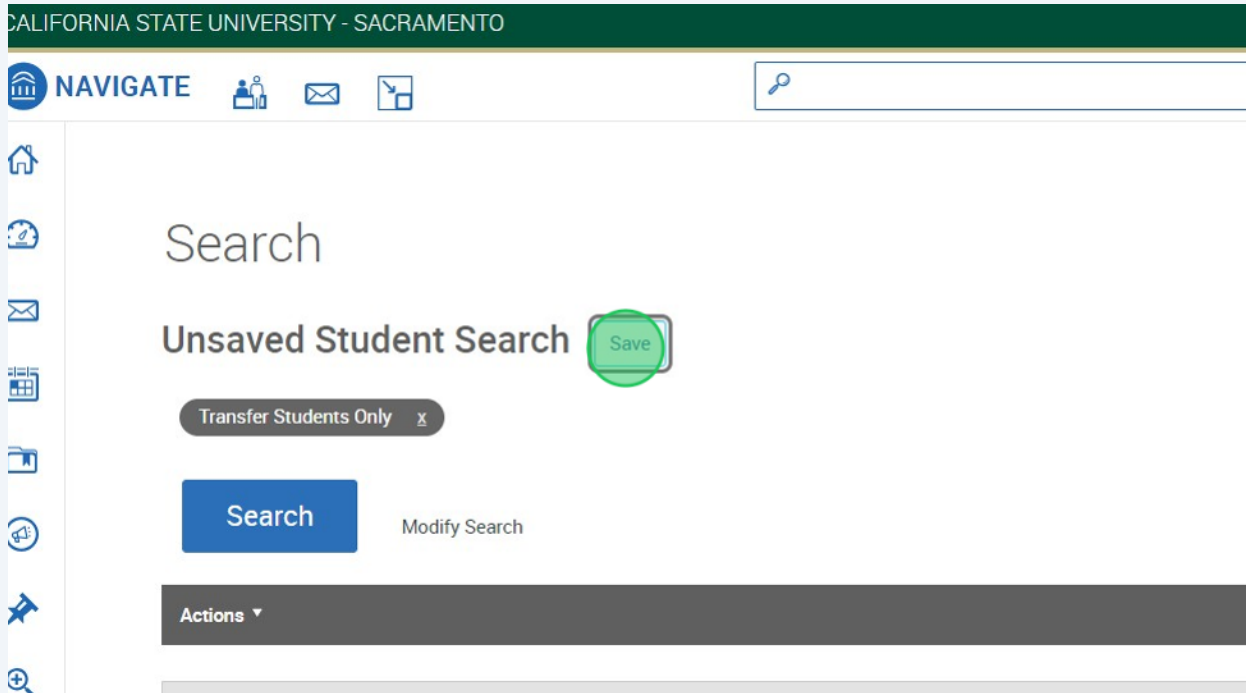 CALIFORNIA STATE UNIVERSITY - SACRAMENTO
NAVIGATE
Search
Unsaved Student Search Save
Transfer Students Only x
Search Modify Search
Actions